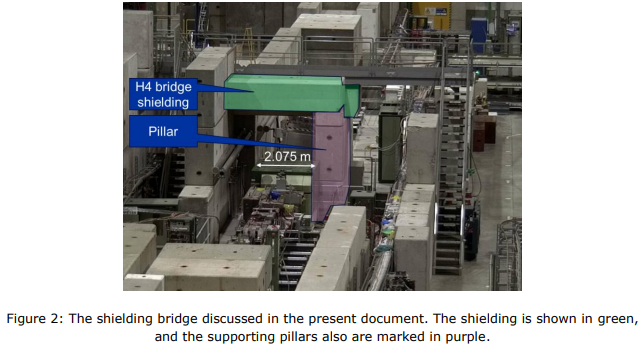 H4 bridge
shielding
Pillar
2.075 m
Figure 2: The shielding bridge discussed in the present document. The shielding is shown in green,
and the supporting pillars also are marked in purple.